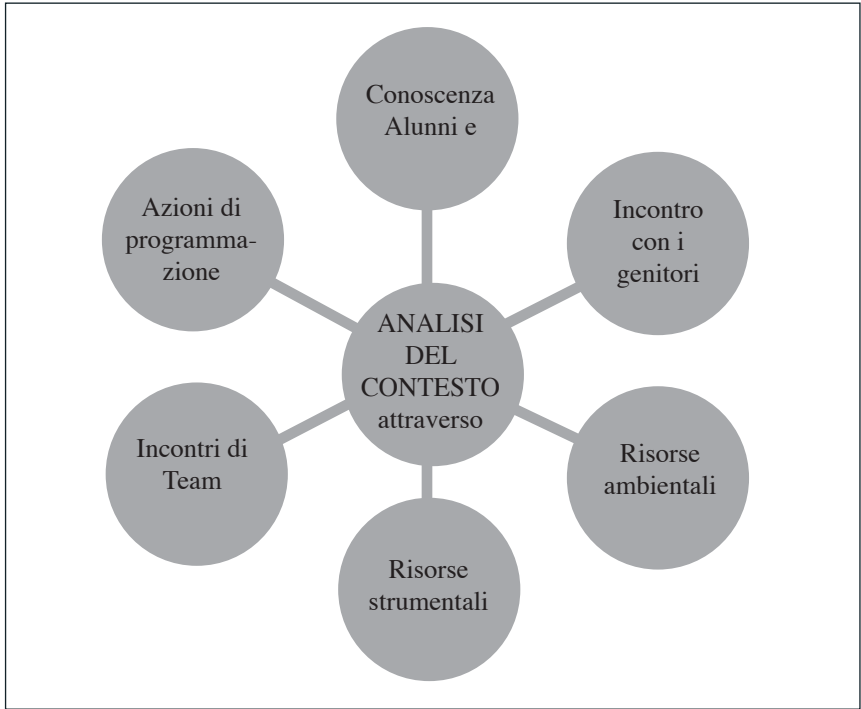 Conoscenza
Alunni e
Incontro
con i
genitori
Risorse
ambientali
Risorse
strumentali
Incontri di
Team
Azioni di
programma-
zione
ANALISI
DEL
CONTESTO
attraverso